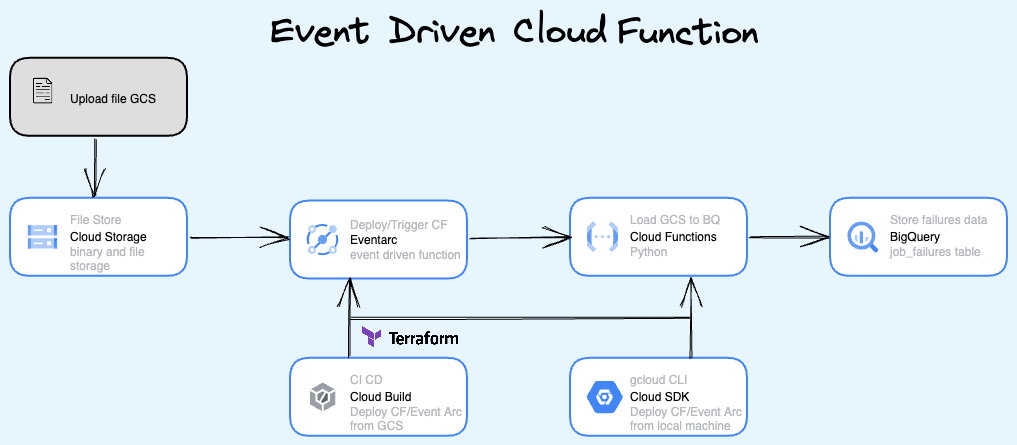 Event Driven Cloud Function
Upload file GCS
File Store
Cloud Storage
binary and file
storage
Deploy/Trigger CF
Eventarc
event driven function
Load GCS to BQ
Cloud Functions
Python
Store failures data
BigQuery
job_failures table
Terraform
CI CD
Cloud Build
Deploy CF/Event Arc
from GCS
gcloud CLI
Cloud SDK
Deploy CF/Event Arc
from local machine